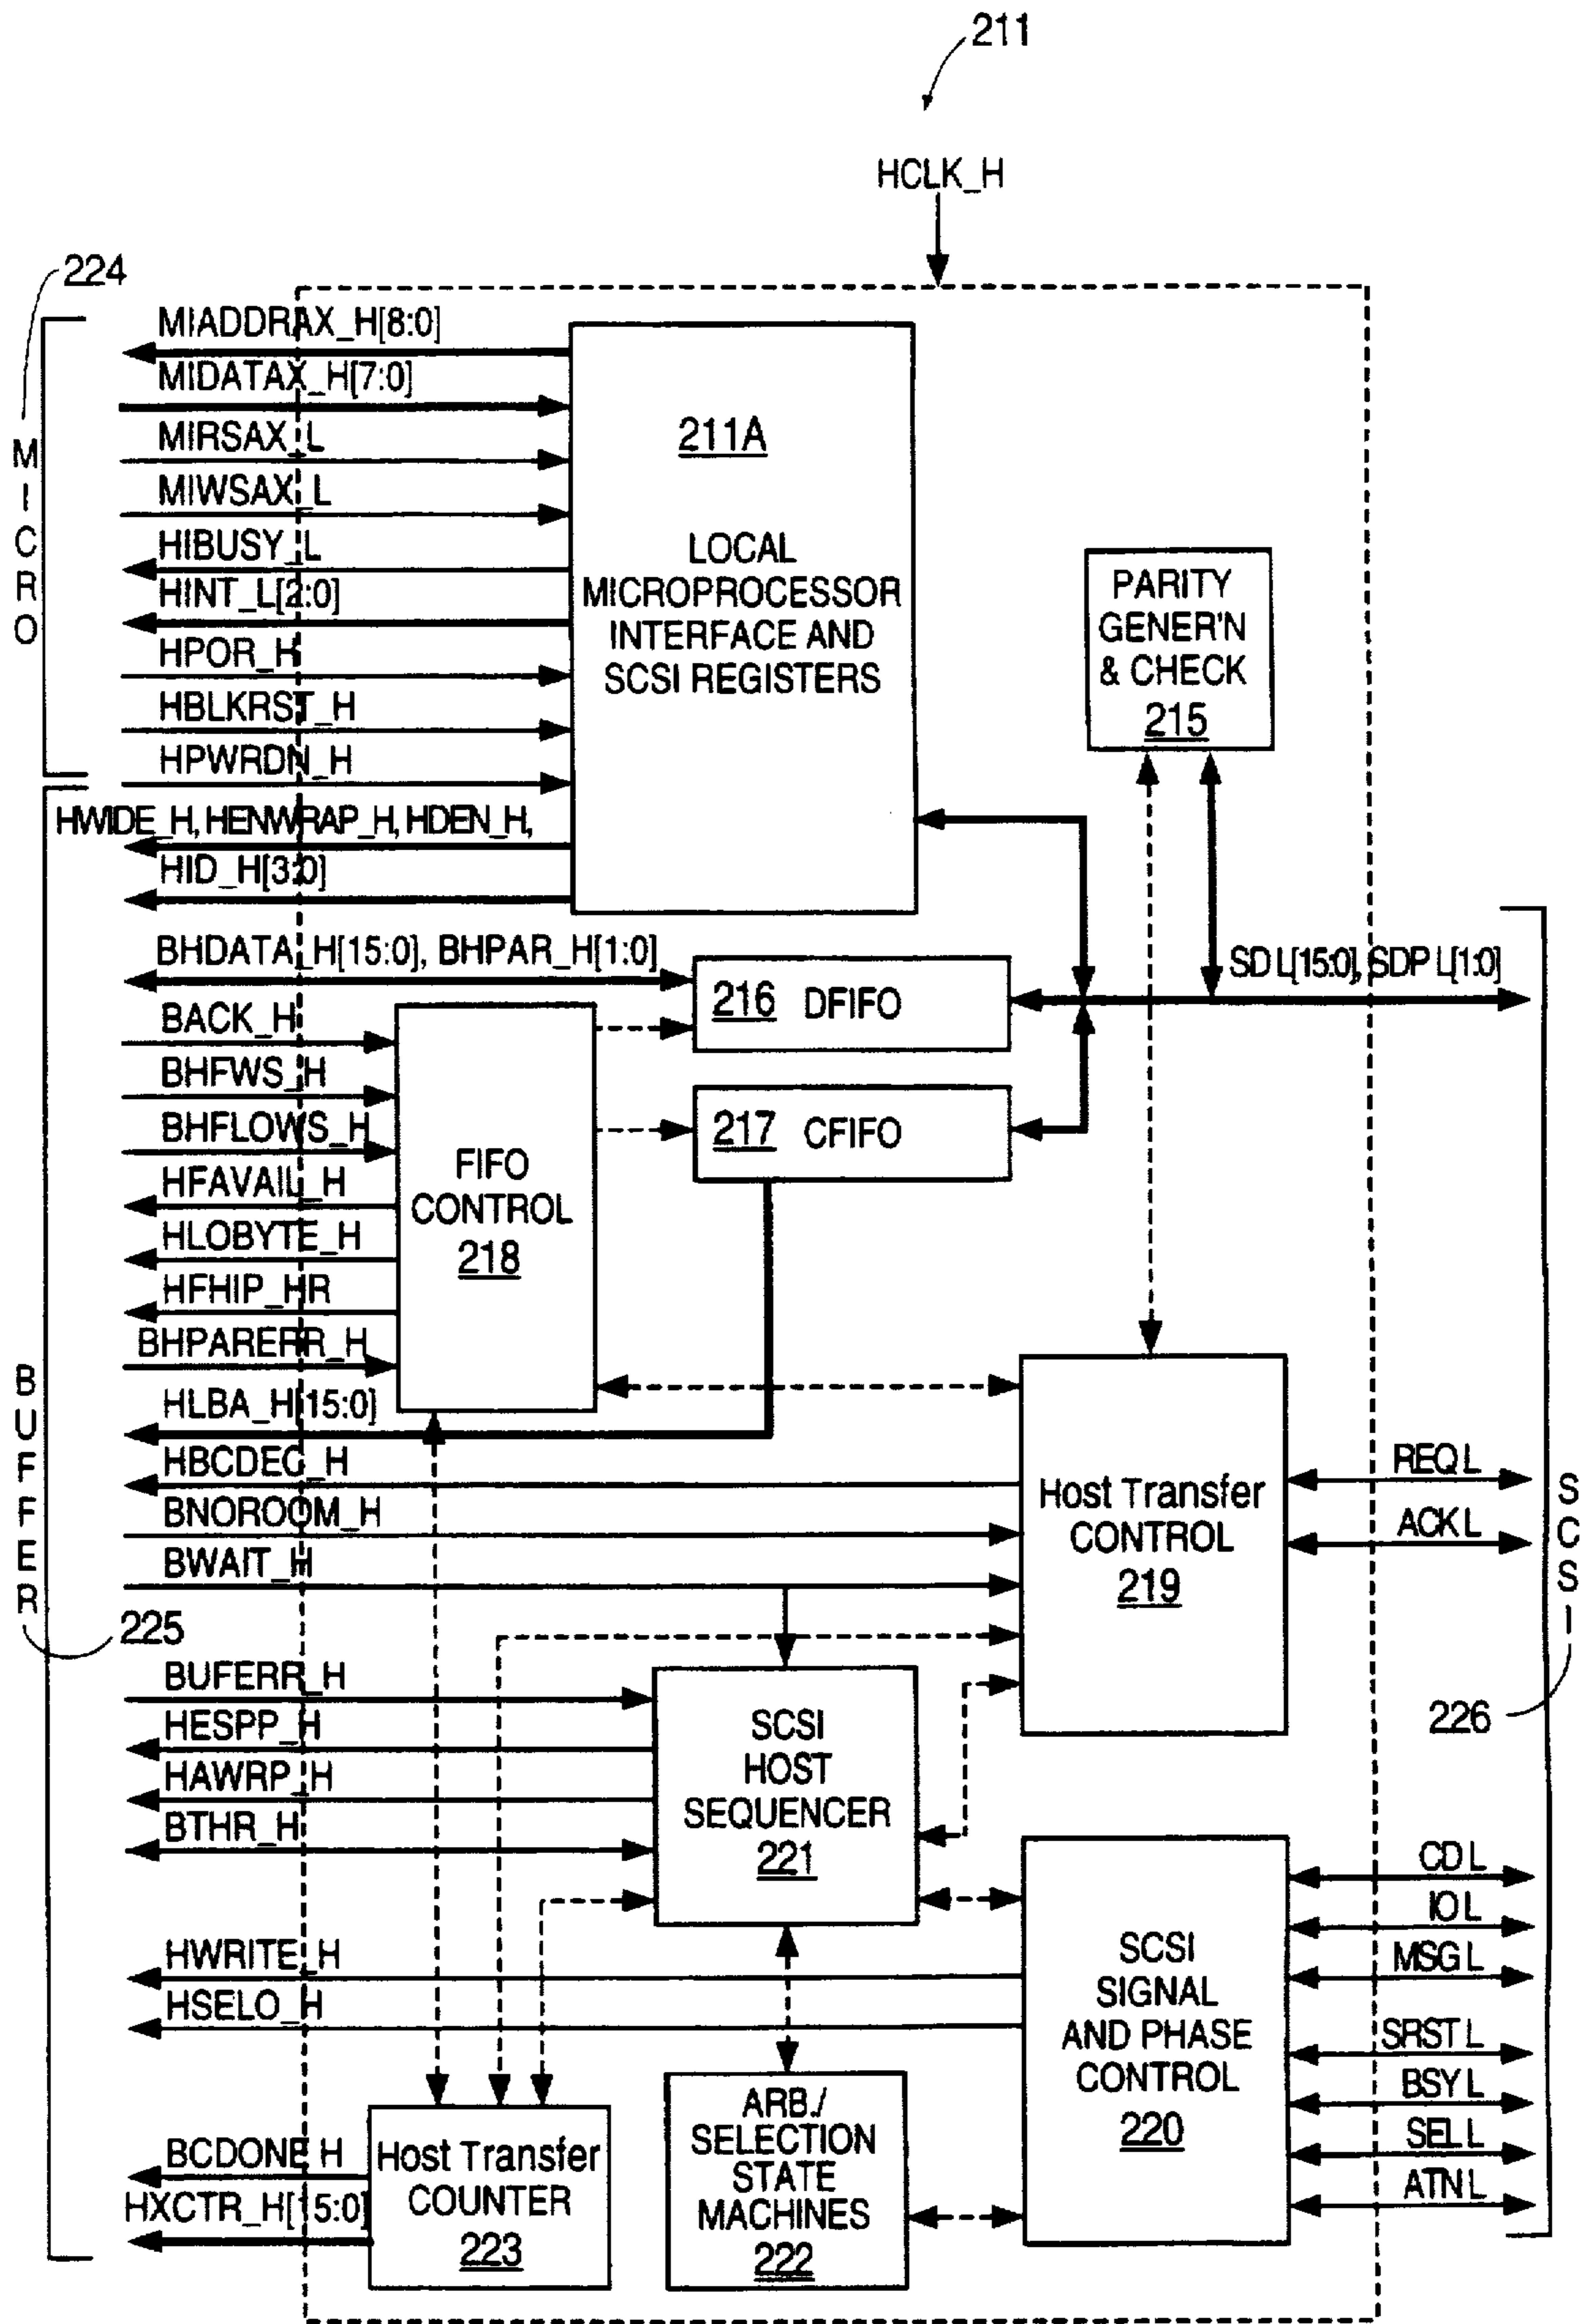 211
HCLK_H
224
MICRO
MIADDRAX_H[8:0]
MIDATAX_H[7:0]
MIRSAX_L
MIWSAX_L
HIBUSY_L
HINT_L[2:0]
HPOR_H
HBLKRST_H
HPWRDN_H
HWIDE_H, HENWRAP_H, HDEN_H,
HID_H[3:0]
211A
LOCAL
MICROPROCESSOR
INTERFACE AND
SCSI REGISTERS
PARITY
GENER'N
& CHECK
215
BHDATA_H[15:0], BHPAR_H[1:0]
216 DFIFO
SD L[15:0], SDP L[1:0]
BACK_H
BHFWS_H
BHFLOWS_H
HFAVAIL_H
HLOBYTE_H
HFHIP_HR
BHPARERR_H
HLBA_H[15:0]
217 CFIFO
FIFO
CONTROL
218
BUFFER
225
HBCDEC_H
BNOROOM_H
BWAIT_H
Host Transfer
CONTROL
219
REQ L
ACK L
SCSI
226
BUFERR_H
HESPP_H
HAWRP_H
BTHR_H
SCSI
HOST
SEQUENCER
221
HWRITE_H
HSELO_H
SCSI
SIGNAL
AND PHASE
CONTROL
220
CD L
IO L
MSG L
SRST L
BSY L
SEL L
ATN L
BCDONE H
HXCTR_H[15:0]
Host Transfer
COUNTER
223
ARB./
SELECTION
STATE
MACHINES
222